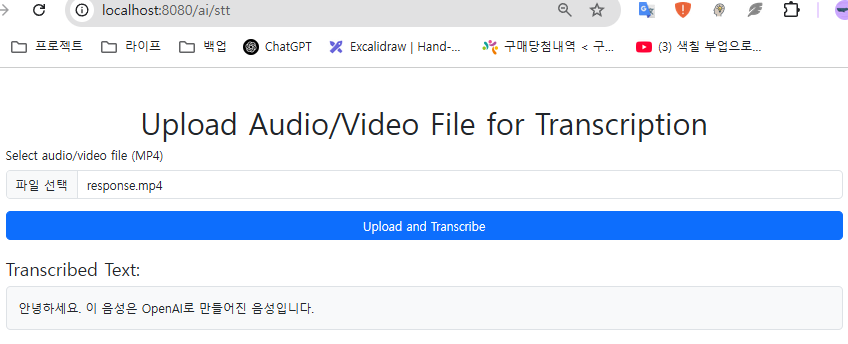 localhost:8080/ai/stt
프로젝트 라이프 백업 ChatGPT Excalidraw | Hand-... 구매당첨내역 < 구... (3) 색칠 부업으로...
Upload Audio/Video File for Transcription
Select audio/video file (MP4)
파일 선택 response.mp4
Upload and Transcribe
Transcribed Text:
안녕하세요. 이 음성은 OpenAI로 만들어진 음성입니다.